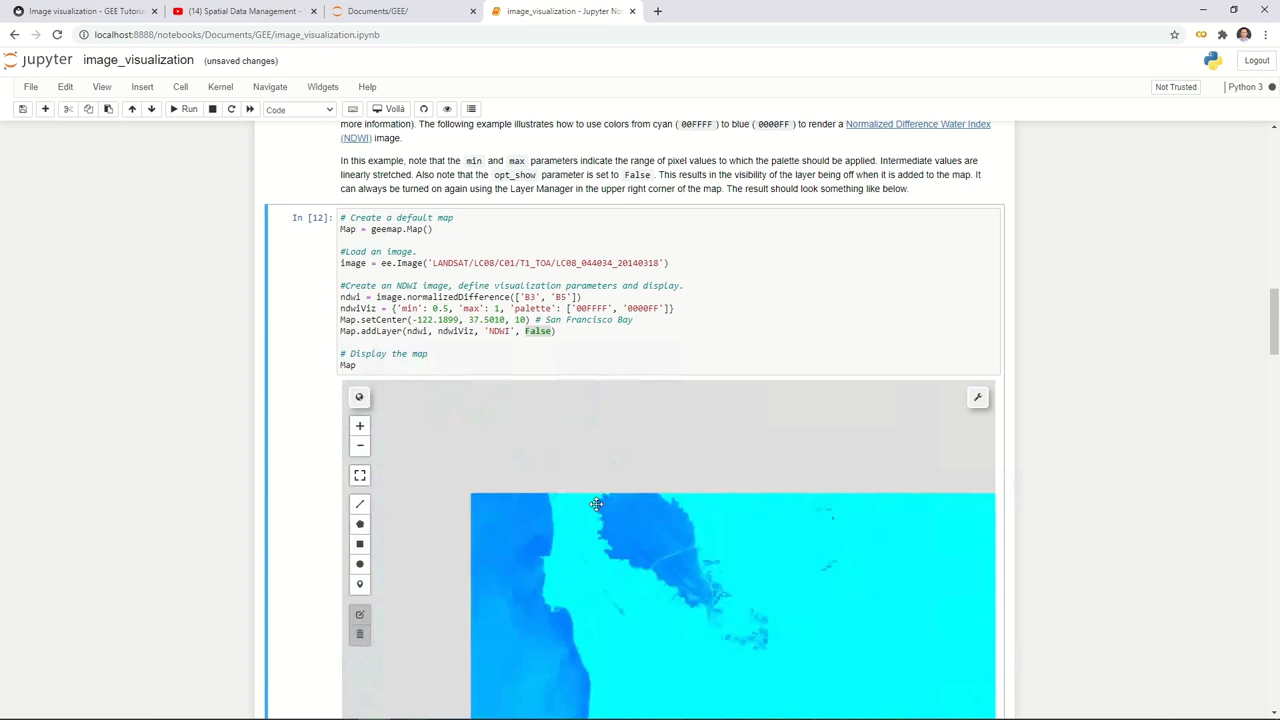 Image visualization - GEE Tutoria
(14) Spatial Data Management -
Documents/GEE/
image_visualization - Jupyter No
localhost:8888/notebooks/Documents/GEE/image_visualization.ipynb
jupyter image_visualization (unsaved changes)
Logout
File Edit View Insert Cell Kernel Navigate Widgets Help
Not Trusted
Python 3
Run
Code
Voilà
more information). The following example illustrates how to use colors from cyan ( 00FFFF ) to blue ( 0000FF ) to render a Normalized Difference Water Index
(NDWI) image.
In this example, note that the min and max parameters indicate the range of pixel values to which the palette should be applied. Intermediate values are
linearly stretched. Also note that the opt_show parameter is set to False . This results in the visibility of the layer being off when it is added to the map. It
can always be turned on again using the Layer Manager in the upper right corner of the map. The result should look something like below.
In [12]:
# Create a default map
Map = geemap.Map()
#Load an image.
image = ee.Image('LANDSAT/LC08/C01/T1_TOA/LC08_044034_20140318')
#Create an NDWI image, define visualization parameters and display.
ndwi = image.normalizedDifference(['B3', 'B5'])
ndwiViz = {'min': 0.5, 'max': 1, 'palette': ['00FFFF', '0000FF']}
Map.setCenter(-122.1899, 37.5010, 10) # San Francisco Bay
Map.addLayer(ndwi, ndwiViz, 'NDWI', False)
# Display the map
Map